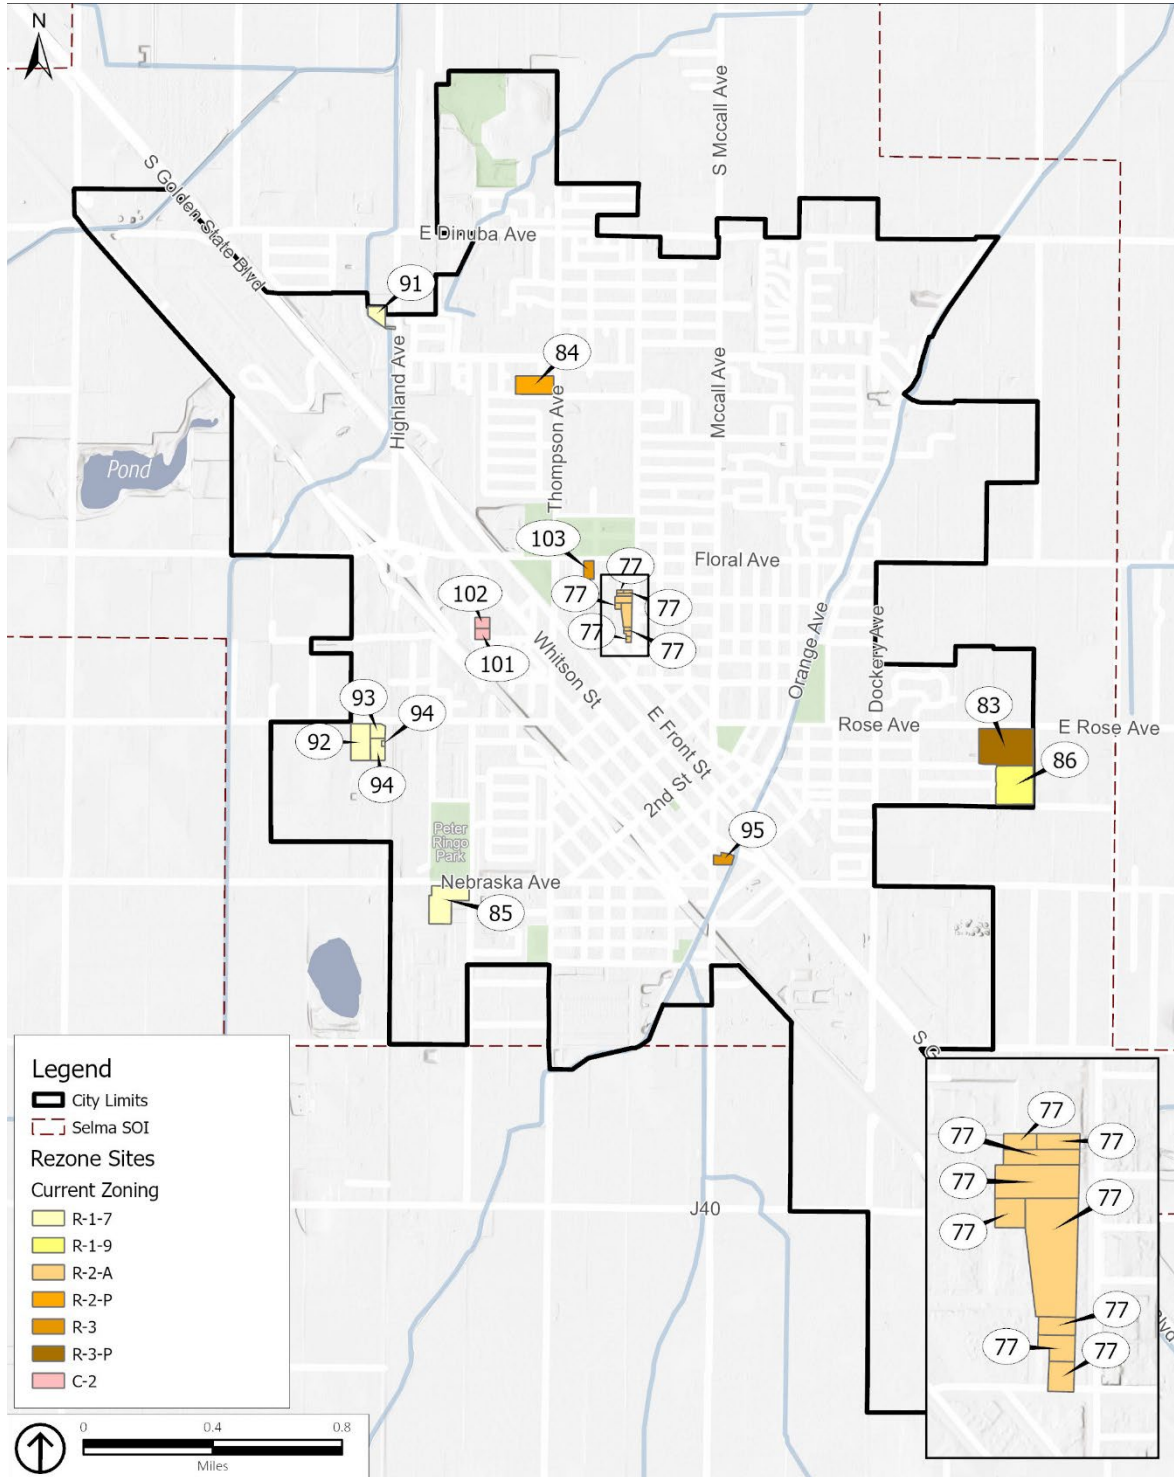 N
S Mccall Ave
S Golden State Blvd
E Dinuba Ave
91
84
Highland Ave
Thompson Ave
Mccall Ave
Pond
103
Floral Ave
77
77
77
77
77
102
101
Whitson St
E Front St
2nd St
Orange Ave
Dockery Ave
Rose Ave
E Rose Ave
93
94
92
94
83
86
95
Peter
Ringo
Park
Nebraska Ave
85
S G
J40
Blvd
77
77
77
77
77
77
77
77
77
Legend
City Limits
Selma SOI
Rezone Sites
Current Zoning
R-1-7
R-1-9
R-2-A
R-2-P
R-3
R-3-P
C-2
0 0.4 0.8
Miles